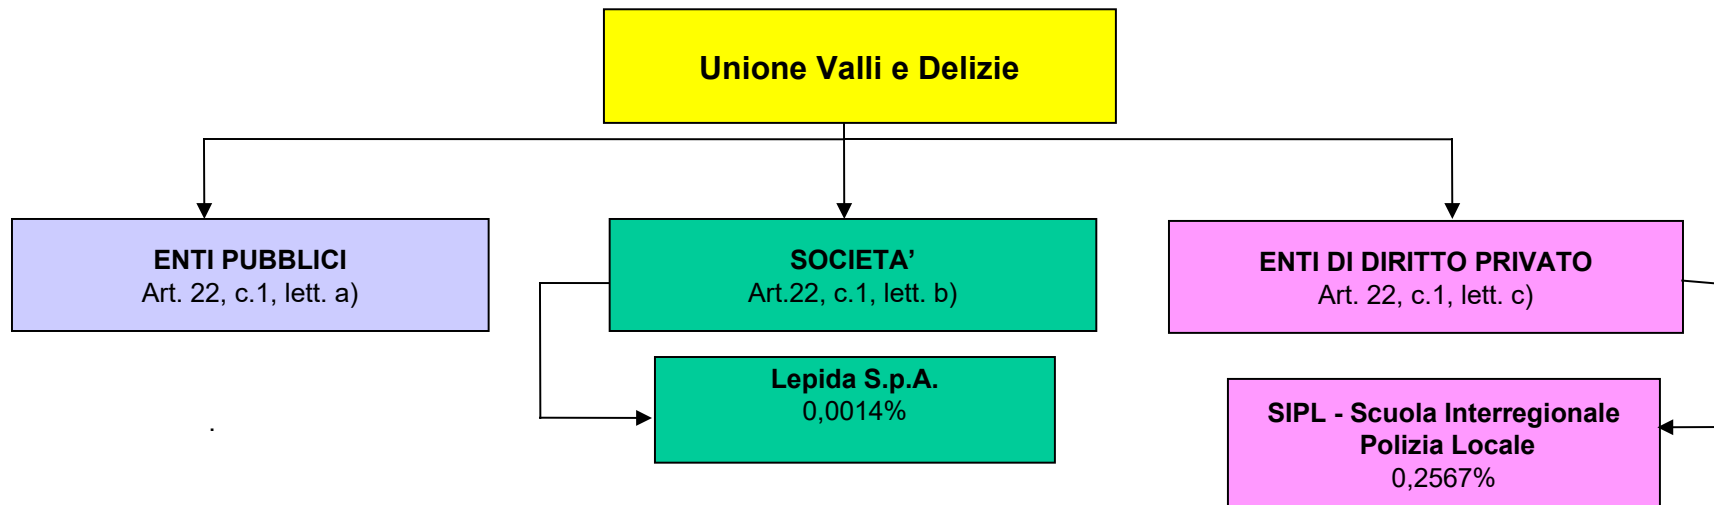 Unione Valli e Delizie
ENTI PUBBLICI
Art. 22, c.1, lett. a)
SOCIETA’
Art.22, c.1, lett. b)
ENTI DI DIRITTO PRIVATO
Art. 22, c.1, lett. c)
Lepida S.p.A.
0,0014%
SIPL - Scuola Interregionale
Polizia Locale
0,2567%
.